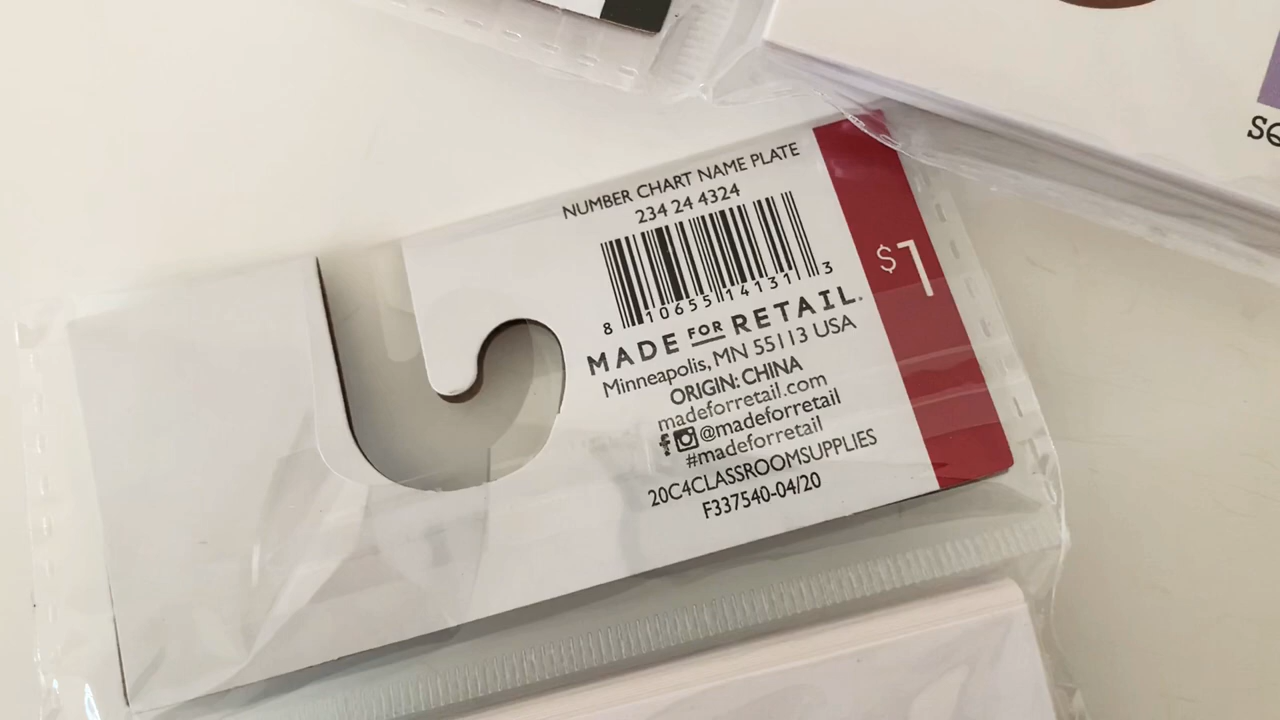 NUMBER CHART NAME PLATE
234 24 4324
8 10655 14131 3
MADE FOR RETAIL.
Minneapolis, MN 55113 USA
ORIGIN: CHINA
madeforretail.com
@madeforretail
#madeforretail
20C4CLASSROOMSUPPLIES
F337540-04/20
$1